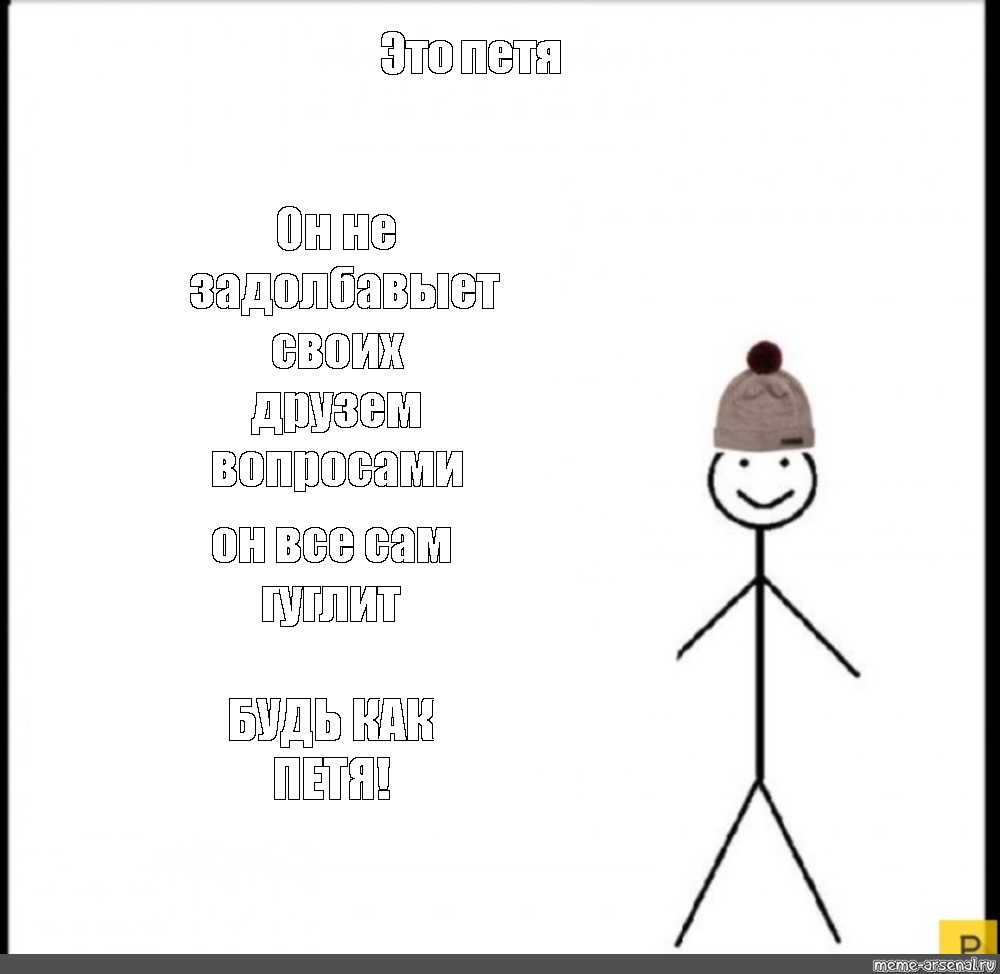 Это петя
Он не
задолбавыет
своих
друзем
вопросами
он все сам
гуглит
БУДЬ КАК
ПЕТЯ!
P
meme-arsenal.ru